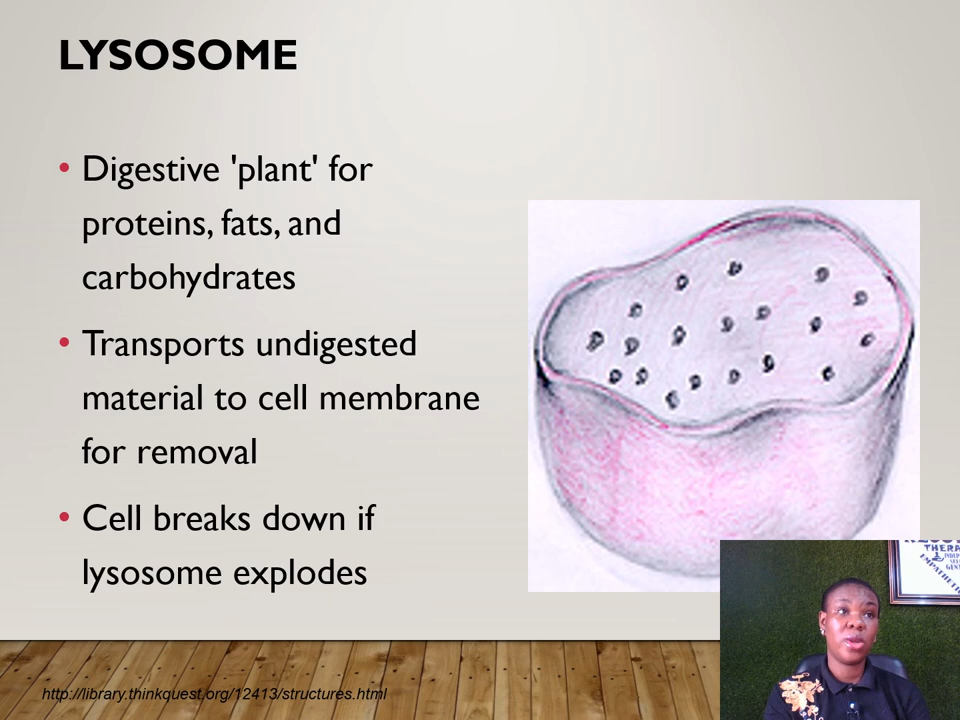 LYSOSOME
• Digestive 'plant' for
proteins, fats, and
carbohydrates
• Transports undigested
material to cell membrane
for removal
• Cell breaks down if
lysosome explodes
THERA
http://library.thinkquest.org/12413/structures.html